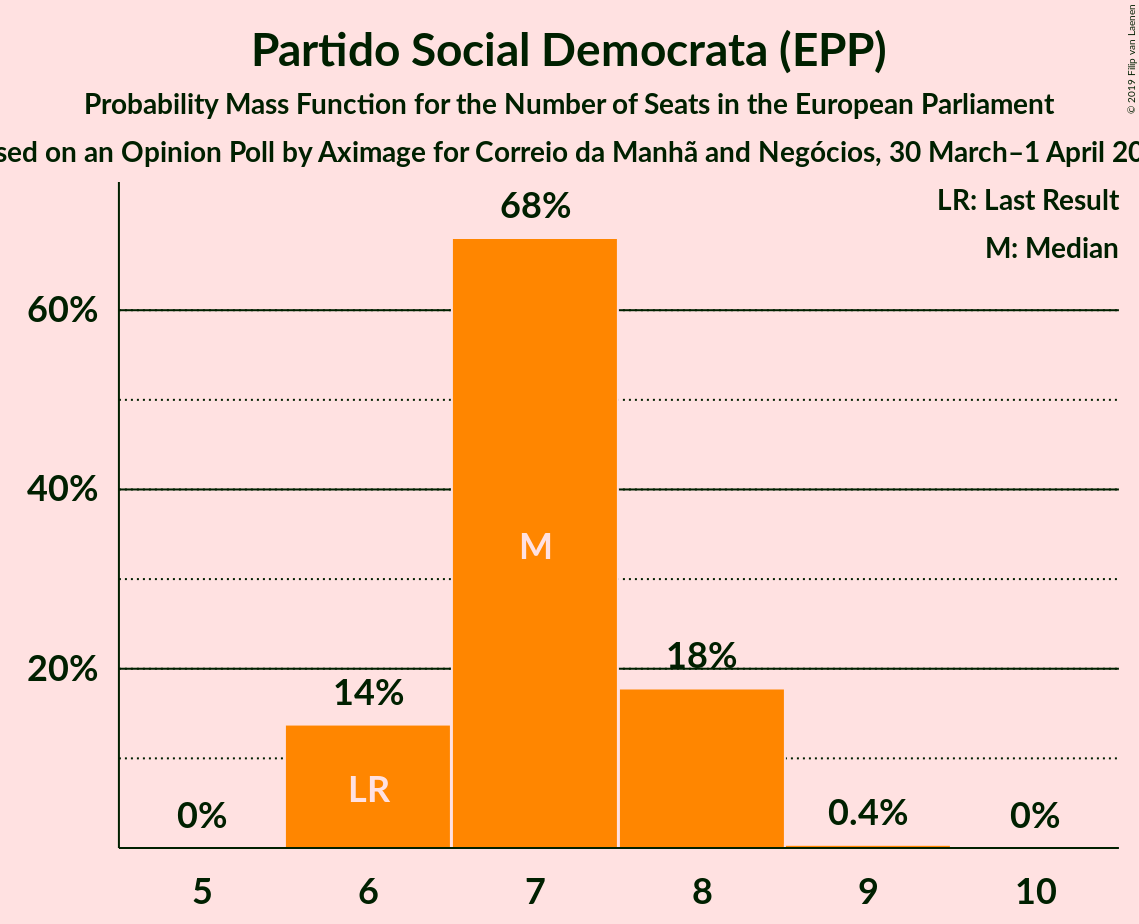 Partido Social Democrata (EPP)
Probability Mass Function for the Number of Seats in the European Parliament
on an Opinion Poll by Aximage for Correio da Manhã and Negócios, 30 March–1 April
© 2019 Filip van Laenen
LR: Last Result
M: Median
68%
60%
40%
M
20%
18%
14%
LR
0%
0.4%
0%
5 6 7 8 9 10